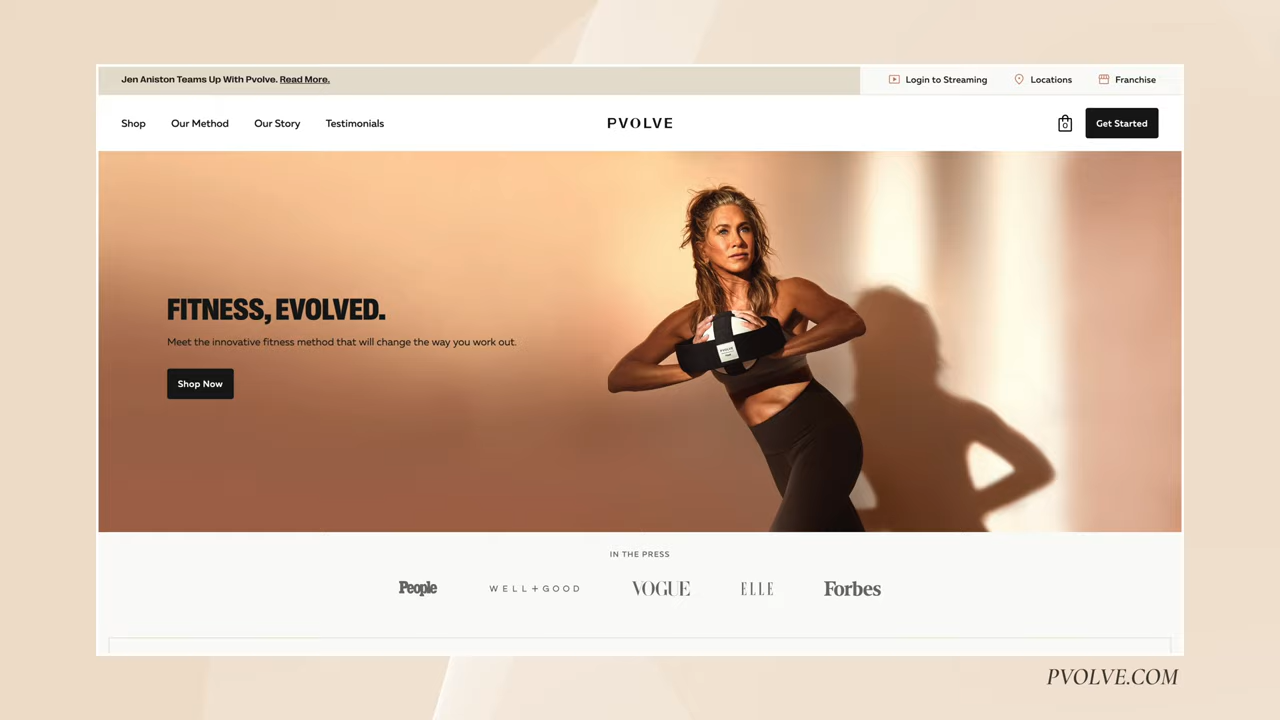 Jen Aniston Teams Up With Pvolve. Read More.
Login to Streaming
Locations
Franchise
Shop
Our Method
Our Story
Testimonials
PVOLVE
0
Get Started
FITNESS, EVOLVED.
Meet the innovative fitness method that will change the way you work out.
Shop Now
IN THE PRESS
People
WELL+GOOD
VOGUE
ELLE
Forbes
PVOLVE.COM